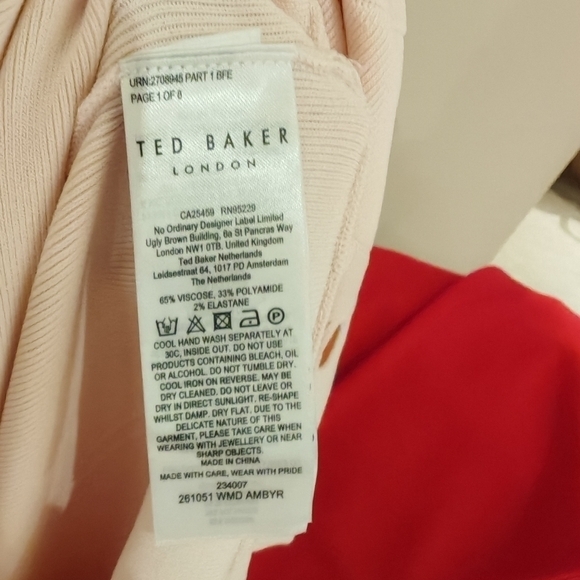 URN:2708945 PART 1 BFE
PAGE 1 OF 8
TED BAKER
LONDON
CA25459 RN95229
No Ordinary Designer Label Limited
Ugly Brown Building, 6a St Pancras Way
London NW1 0TB. United Kingdom
Ted Baker Netherlands
Leidsestraat 64, 1017 PD Amsterdam
The Netherlands
65% VISCOSE, 33% POLYAMIDE
2% ELASTANE
P
COOL HAND WASH SEPARATELY AT
30C, INSIDE OUT. DO NOT USE
PRODUCTS CONTAINING BLEACH, OIL
OR ALCOHOL. DO NOT TUMBLE DRY.
COOL IRON ON REVERSE. MAY BE
DRY CLEANED. DO NOT LEAVE OR
DRY IN DIRECT SUNLIGHT. RE-SHAPE
WHILST DAMP. DRY FLAT. DUE TO THE
DELICATE NATURE OF THIS
GARMENT, PLEASE TAKE CARE WHEN
WEARING WITH JEWELLERY OR NEAR
SHARP OBJECTS.
MADE IN CHINA
MADE WITH CARE, WEAR WITH PRIDE
234007
261051 WMD AMBYR